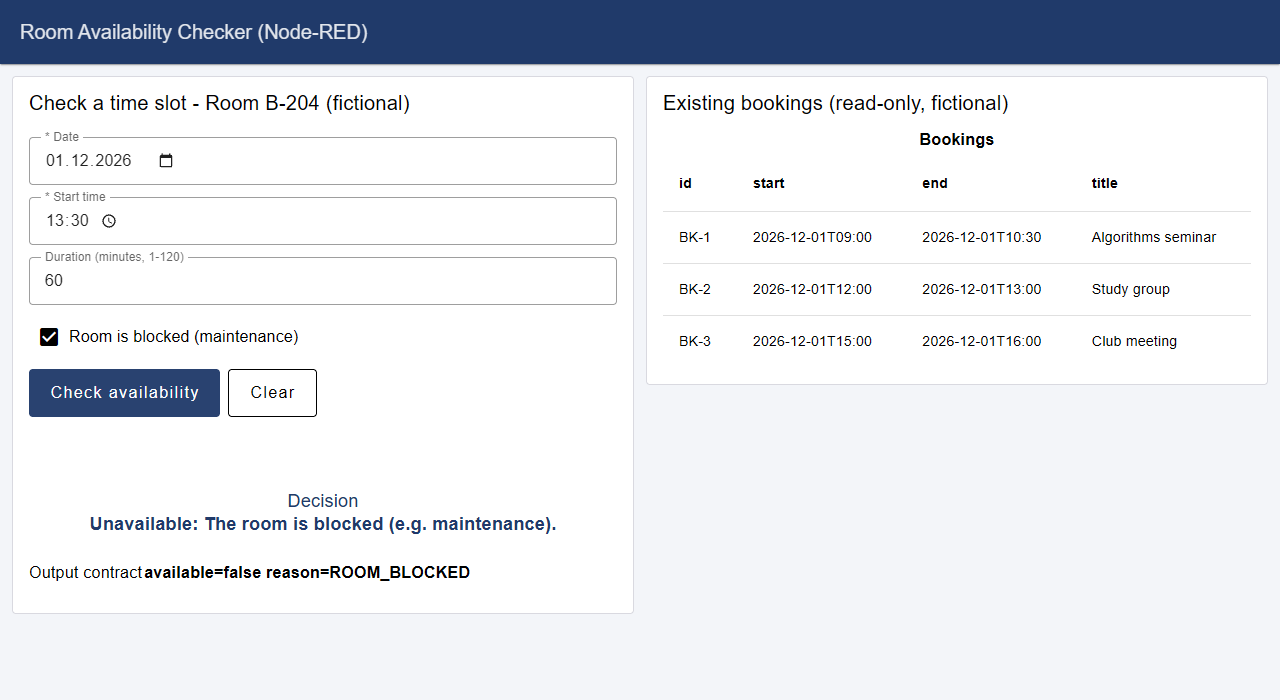 Room Availability Checker (Node-RED)
Check a time slot - Room B-204 (fictional)
* Date
01.12.2026
* Start time
13:30
Duration (minutes, 1-120)
60
Room is blocked (maintenance)
Check availability Clear
Decision
Unavailable: The room is blocked (e.g. maintenance).
Output contract available=false reason=ROOM_BLOCKED
Existing bookings (read-only, fictional)
Bookings
id start end title
BK-1 2026-12-01T09:00 2026-12-01T10:30 Algorithms seminar
BK-2 2026-12-01T12:00 2026-12-01T13:00 Study group
BK-3 2026-12-01T15:00 2026-12-01T16:00 Club meeting